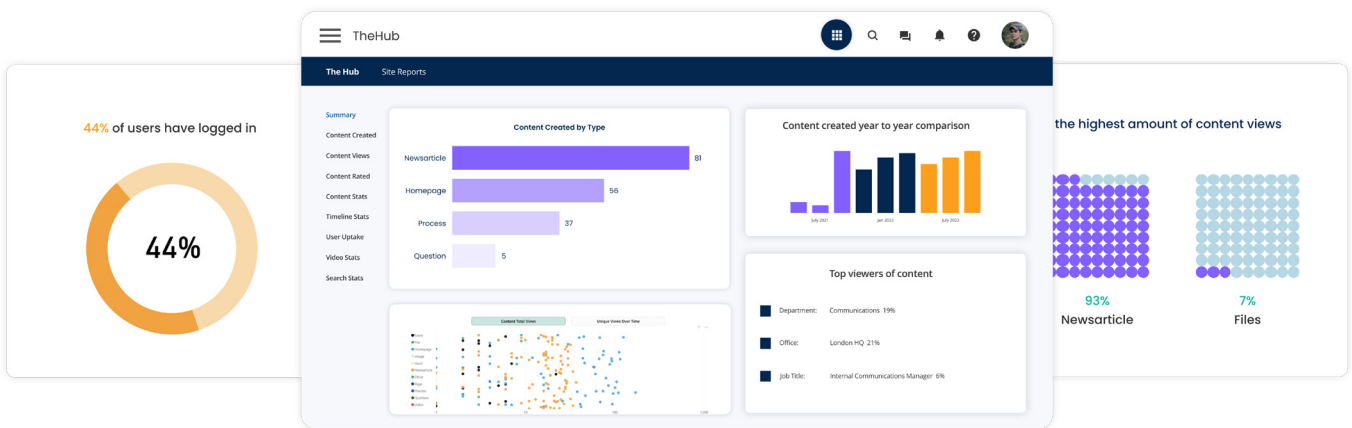 44% of users have logged in
44%
TheHub
The Hub
Site Reports
Summary
Content Created
Content Views
Content Rated
Content Stats
Timeline Stats
User Uptake
Video Stats
Search Stats
Content Created by Type
Newsarticle 81
Homepage 56
Process 37
Question 5
Content Total Views
Unique Views Over Time
Content created year to year comparison
July 2021
Jan 2022
July 2022
Top viewers of content
Department: Communications 19%
Office: London HQ 21%
Job Title: Internal Communications Manager 6%
the highest amount of content views
93%
Newsarticle
7%
Files